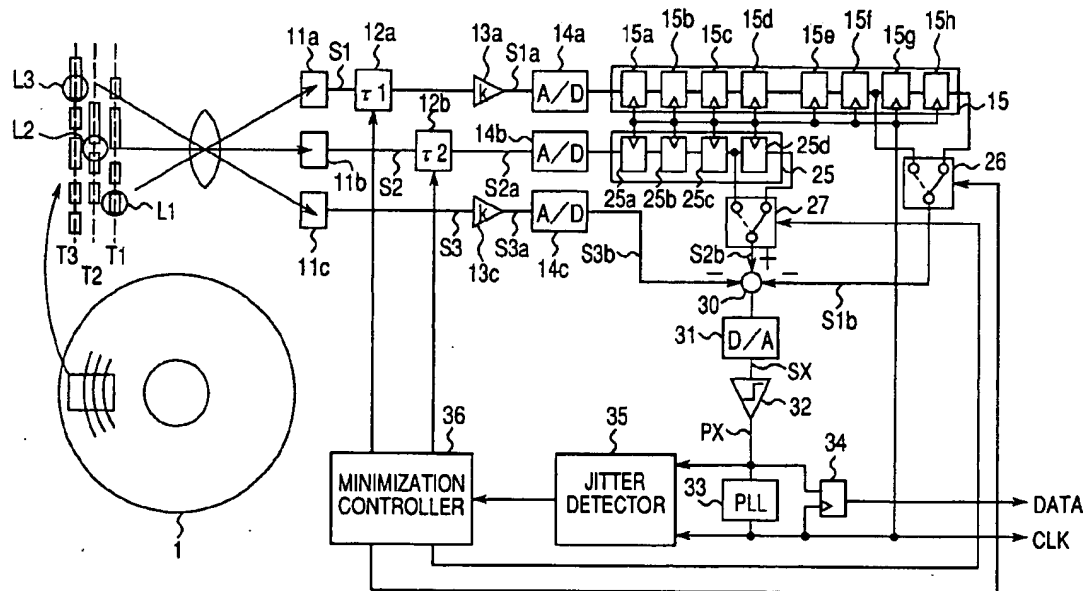 11a
S1
12a
13a
S1a
14a
15a
15b
15c
15d
15e
15f
15g
15h
L3
τ1
k
A/D
15
L2
12b
14b
τ2
A/D
25d
25
26
11b
S2
S2a
25a
25b
25c
L1
27
T3
T2
T1
11c
S3
k
13c
S3a
A/D
14c
S3b
S2b
+
−
−
30
S1b
31
D/A
SX
32
PX
36
35
34
MINIMIZATION
CONTROLLER
JITTER
DETECTOR
33
PLL
DATA
CLK
1